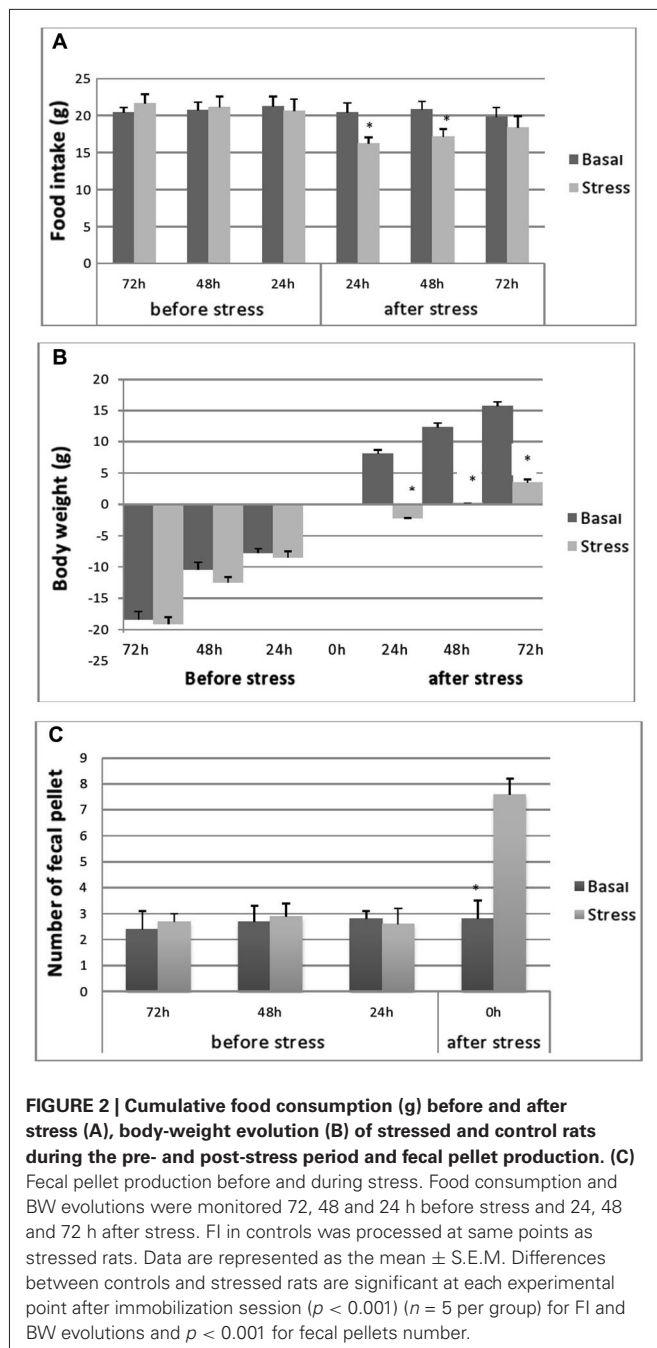 A
Food intake (g)
25
20
15
10
5
0
* *
Basal
Stress
72h 48h 24h 24h 48h 72h
before stress after stress
B
Body weight (g)
20
15
10
5
0
-5
-10
-15
-20
-25
* * *
Basal
Stress
72h 48h 24h 0h 24h 48h 72h
Before stress after stress
C
Number of fecal pellet
9
8
7
6
5
4
3
2
1
0
*
Basal
Stress
72h 48h 24h 0h
before stress after stress
FIGURE 2 | Cumulative food consumption (g) before and after
stress (A), body-weight evolution (B) of stressed and control rats
during the pre- and post-stress period and fecal pellet production. (C)
Fecal pellet production before and during stress. Food consumption and
BW evolutions were monitored 72, 48 and 24 h before stress and 24, 48
and 72 h after stress. FI in controls was processed at same points as
stressed rats. Data are represented as the mean ± S.E.M. Differences
between controls and stressed rats are significant at each experimental
point after immobilization session (p < 0.001) (n = 5 per group) for FI and
BW evolutions and p < 0.001 for fecal pellets number.